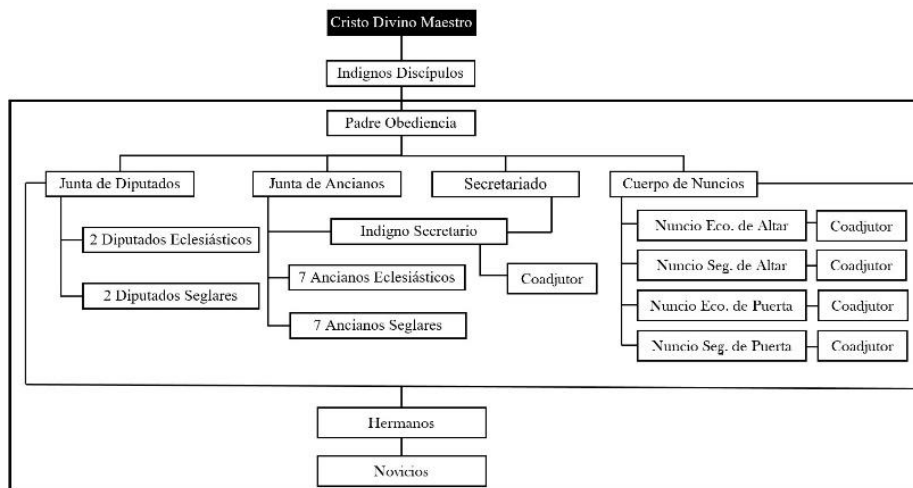 Cristo Divino Maestro
Indignos Discípulos
Padre Obediencia
Junta de Diputados
Junta de Ancianos
Secretariado
Cuerpo de Nuncios
2 Diputados Eclesiásticos
2 Diputados Seglares
Indigno Secretario
7 Ancianos Eclesiásticos
Coadjutor
7 Ancianos Seglares
Nuncio Eco. de Altar
Coadjutor
Nuncio Seg. de Altar
Coadjutor
Nuncio Eco. de Puerta
Coadjutor
Nuncio Seg. de Puerta
Coadjutor
Hermanos
Novicios